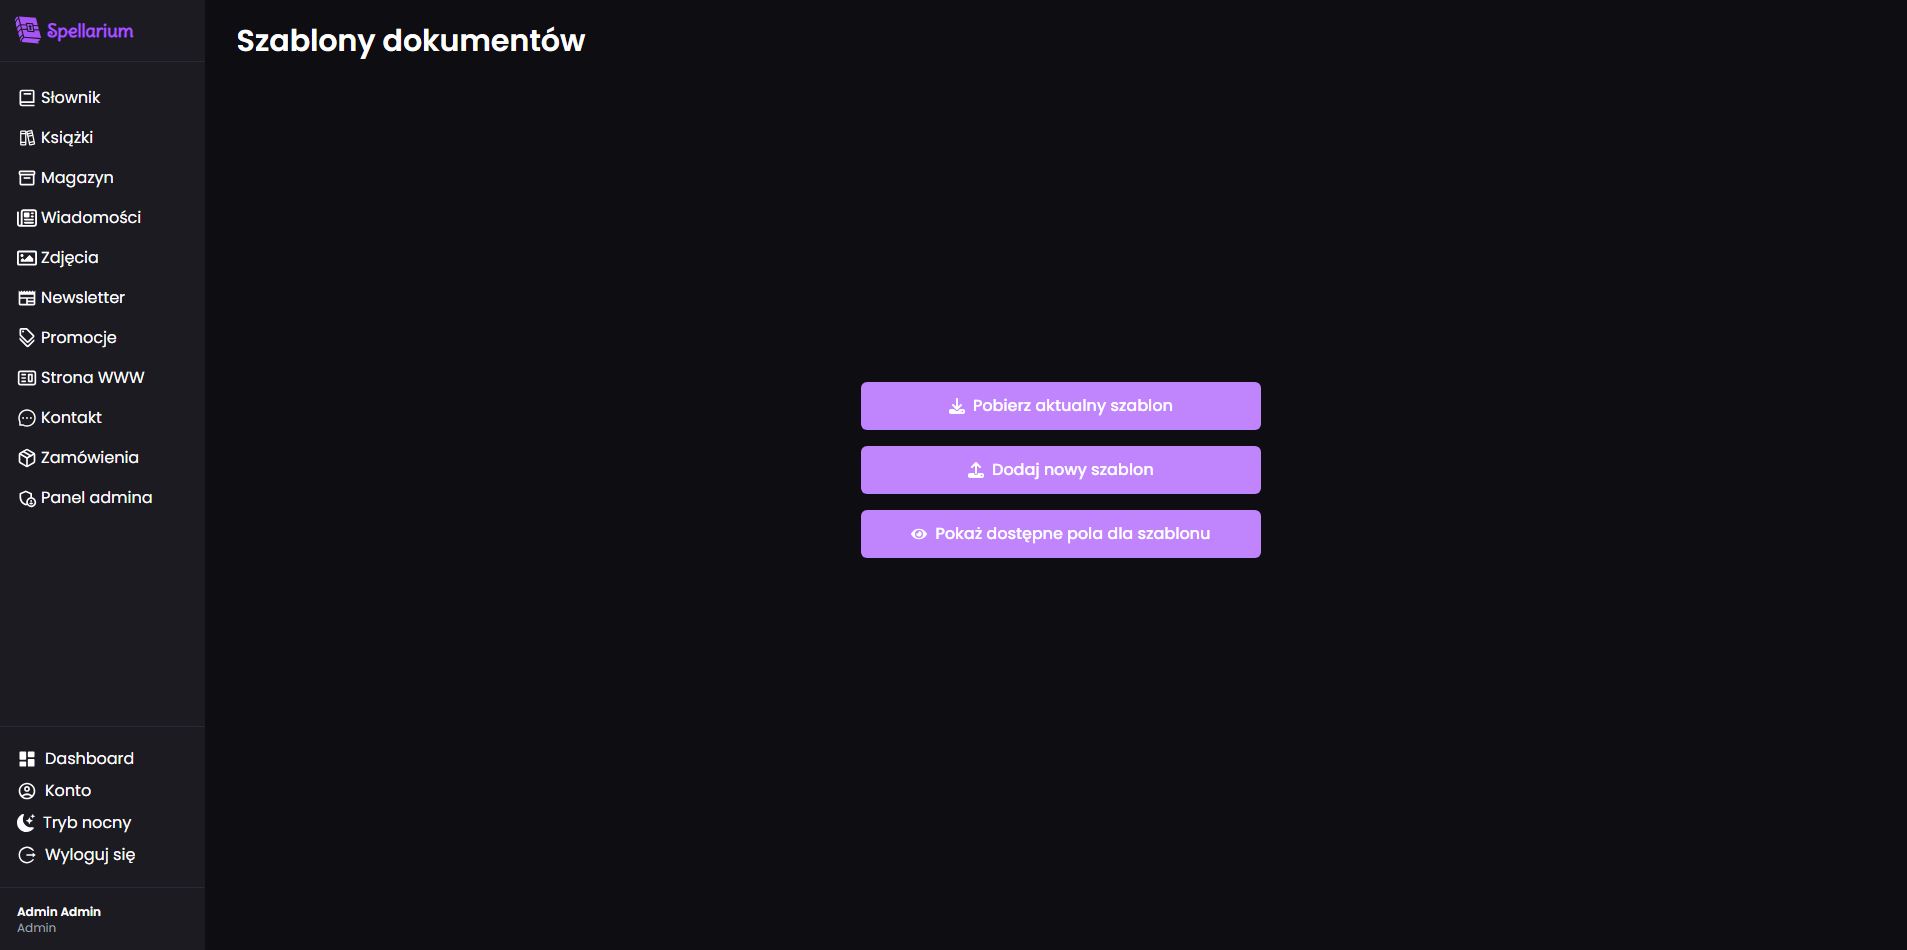 Spellarium
Szablony dokumentów
Słownik
Książki
Magazyn
Wiadomości
Zdjęcia
Newsletter
Promocje
Strona WWW
Kontakt
Zamówienia
Panel admina
Pobierz aktualny szablon
Dodaj nowy szablon
Pokaż dostępne pola dla szablonu
Dashboard
Konto
Tryb nocny
Wyloguj się
Admin Admin
Admin